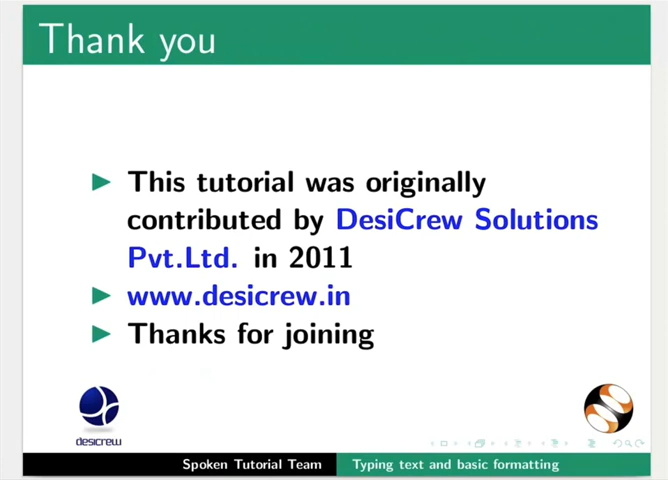 Thank you
This tutorial was originally
contributed by DesiCrew Solutions
Pvt.Ltd. in 2011
www.desicrew.in
Thanks for joining
desicrew
Spoken Tutorial Team
Typing text and basic formatting